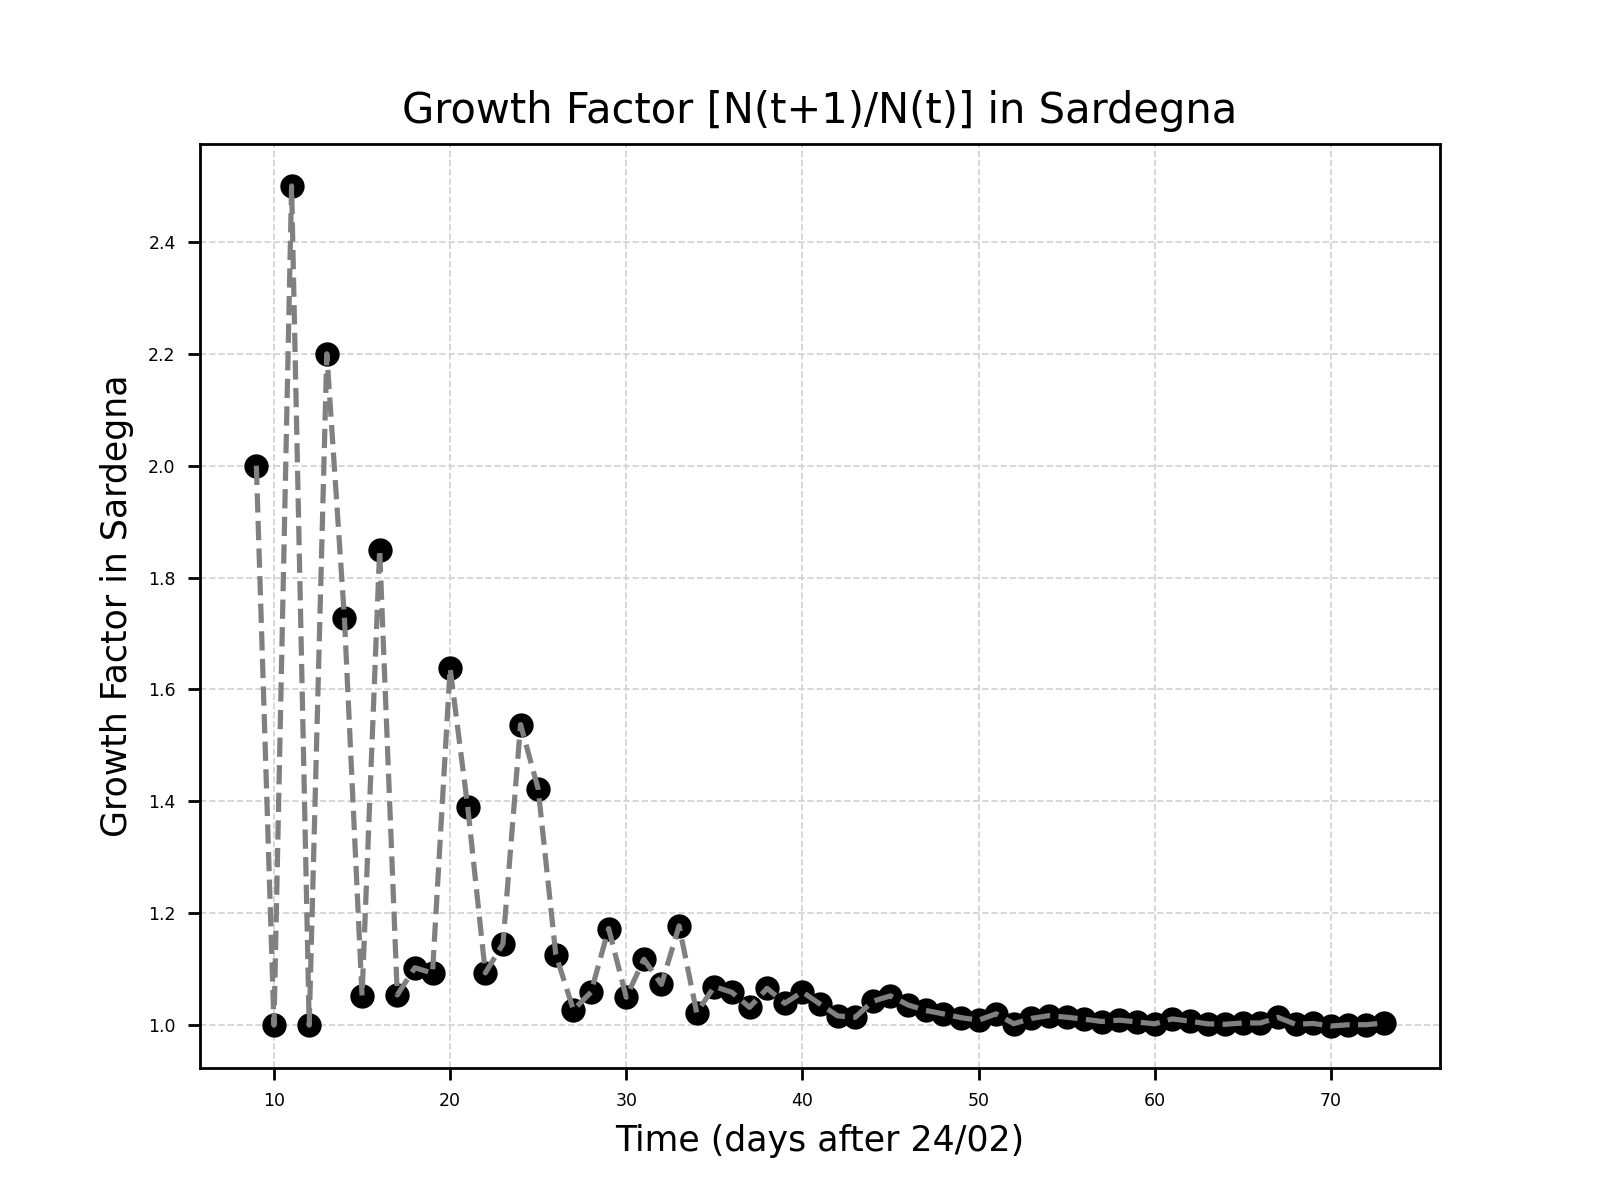 Growth Factor [N(t+1)/N(t)] in Sardegna
Growth Factor in Sardegna
2.4
2.2
2.0
1.8
1.6
1.4
1.2
1.0
10 20 30 40 50 60 70
Time (days after 24/02)